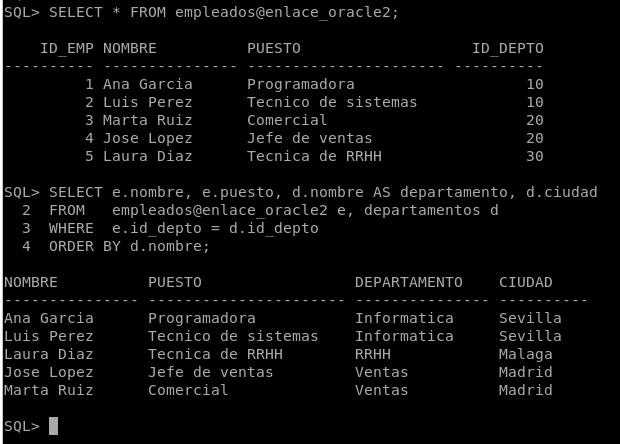 SQL> SELECT * FROM empleados@enlace_oracle2;
    ID_EMP NOMBRE          PUESTO                 ID_DEPTO
---------- --------------- ---------------------- ----------
         1 Ana Garcia      Programadora                 10
         2 Luis Perez      Tecnico de sistemas          10
         3 Marta Ruiz      Comercial                    20
         4 Jose Lopez      Jefe de ventas               20
         5 Laura Diaz      Tecnica de RRHH              30
SQL> SELECT e.nombre, e.puesto, d.nombre AS departamento, d.ciudad
  2  FROM   empleados@enlace_oracle2 e, departamentos d
  3  WHERE  e.id_depto = d.id_depto
  4  ORDER BY d.nombre;
NOMBRE          PUESTO                 DEPARTAMENTO    CIUDAD
--------------- ---------------------- --------------- ----------
Ana Garcia      Programadora           Informatica     Sevilla
Luis Perez      Tecnico de sistemas    Informatica     Sevilla
Laura Diaz      Tecnica de RRHH        RRHH            Malaga
Jose Lopez      Jefe de ventas         Ventas          Madrid
Marta Ruiz      Comercial              Ventas          Madrid
SQL>